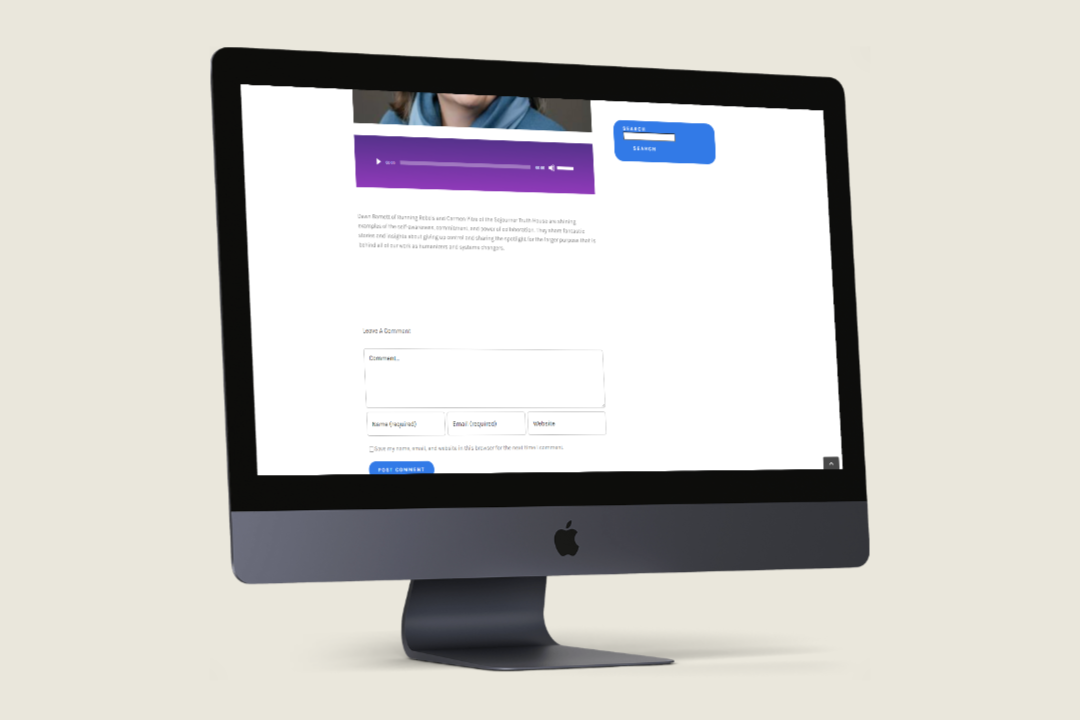 SEARCH
SEARCH
of Running Rebels and Carmen Pitre of the Sojourner Truth House are shining
examples of the self-awareness, commitment, and power of collaboration. They share fantastic
stories and insights about giving up control and sharing the spotlight for the larger purpose that is
behind all of our work as humanitarians and systems changers.
Leave A Comment
Comment...
Name (required)
Email (required)
Website
Save my name, email, and website in this browser for the next time I comment.
POST COMMENT